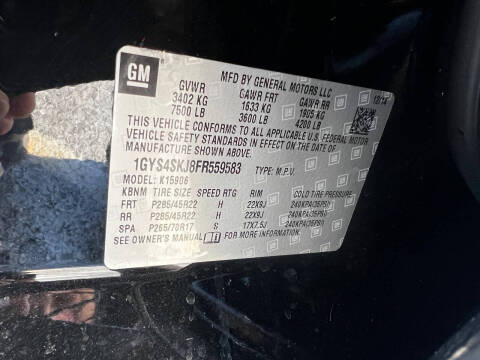 GM
MFD BY GENERAL MOTORS LLC
GVWR GAWR FRT GAWR RR
3402 KG 1633 KG 1905 KG
7500 LB 3600 LB 4200 LB
THIS VEHICLE CONFORMS TO ALL APPLICABLE U.S. FEDERAL MOTOR
VEHICLE SAFETY STANDARDS IN EFFECT ON THE DATE OF
MANUFACTURE SHOWN ABOVE.
1GYS4SKJ8FR559583 TYPE: M.P.V.
MODEL: K15906
KBNM TIRE SIZE SPEED RTG RIM COLD TIRE PRESSURE
FRT P285/45R22 H 22X9J 240KPA(35PSI)
RR P285/45R22 H 22X9J 240KPA(35PSI)
SPA P265/70R17 S 17X7.5J 240KPA(35PSI)
SEE OWNER'S MANUAL FOR MORE INFORMATION.